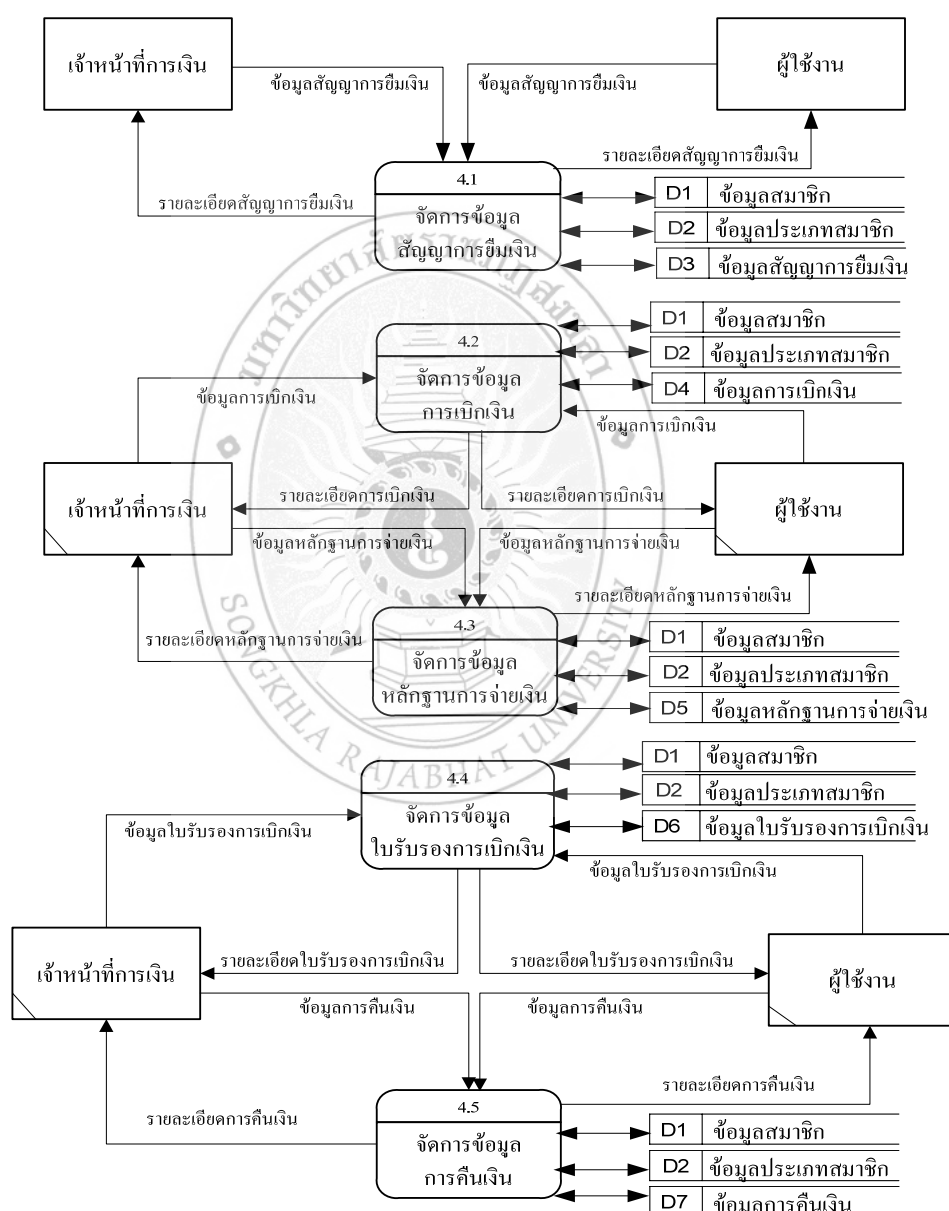 เจ้าหน้าที่การเงิน
ผู้ใช้งาน
ข้อมูลสัญญาการยืมเงิน
ข้อมูลสัญญาการยืมเงิน
รายละเอียดสัญญาการยืมเงิน
รายละเอียดสัญญาการยืมเงิน
4.1
จัดการข้อมูล
สัญญาการยืมเงิน
D1 ข้อมูลสมาชิก
D2 ข้อมูลประเภทสมาชิก
D3 ข้อมูลสัญญาการยืมเงิน
มหาวิทยาลัยราชภัฏสงขลา
4.2
จัดการข้อมูล
การเบิกเงิน
D1 ข้อมูลสมาชิก
D2 ข้อมูลประเภทสมาชิก
D4 ข้อมูลการเบิกเงิน
ข้อมูลการเบิกเงิน
ข้อมูลการเบิกเงิน
เจ้าหน้าที่การเงิน
รายละเอียดการเบิกเงิน
รายละเอียดการเบิกเงิน
ผู้ใช้งาน
ข้อมูลหลักฐานการจ่ายเงิน
ข้อมูลหลักฐานการจ่ายเงิน
รายละเอียดหลักฐานการจ่ายเงิน
รายละเอียดหลักฐานการจ่ายเงิน
4.3
จัดการข้อมูล
หลักฐานการจ่ายเงิน
D1 ข้อมูลสมาชิก
D2 ข้อมูลประเภทสมาชิก
D5 ข้อมูลหลักฐานการจ่ายเงิน
SONGKHLA RAJABHAT UNIVERSITY
4.4
จัดการข้อมูล
ใบรับรองการเบิกเงิน
D1 ข้อมูลสมาชิก
D2 ข้อมูลประเภทสมาชิก
D6 ข้อมูลใบรับรองการเบิกเงิน
ข้อมูลใบรับรองการเบิกเงิน
ข้อมูลใบรับรองการเบิกเงิน
เจ้าหน้าที่การเงิน
รายละเอียดใบรับรองการเบิกเงิน
รายละเอียดใบรับรองการเบิกเงิน
ผู้ใช้งาน
ข้อมูลการคืนเงิน
ข้อมูลการคืนเงิน
รายละเอียดการคืนเงิน
รายละเอียดการคืนเงิน
4.5
จัดการข้อมูล
การคืนเงิน
D1 ข้อมูลสมาชิก
D2 ข้อมูลประเภทสมาชิก
D7 ข้อมูลการคืนเงิน